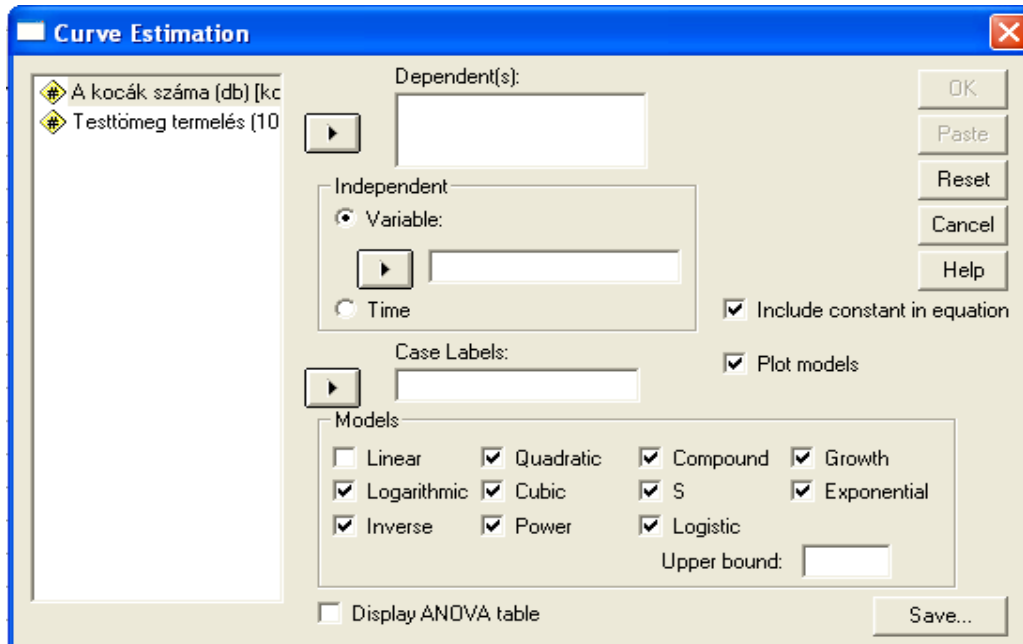 Curve Estimation
A kocák száma (db) [kc
Testtömeg termelés (10
Dependent(s):
Independent
Variable:
Time
Case Labels:
OK
Paste
Reset
Cancel
Help
Include constant in equation
Plot models
Models
Linear Quadratic Compound Growth
Logarithmic Cubic S Exponential
Inverse Power Logistic
Upper bound:
Display ANOVA table
Save...